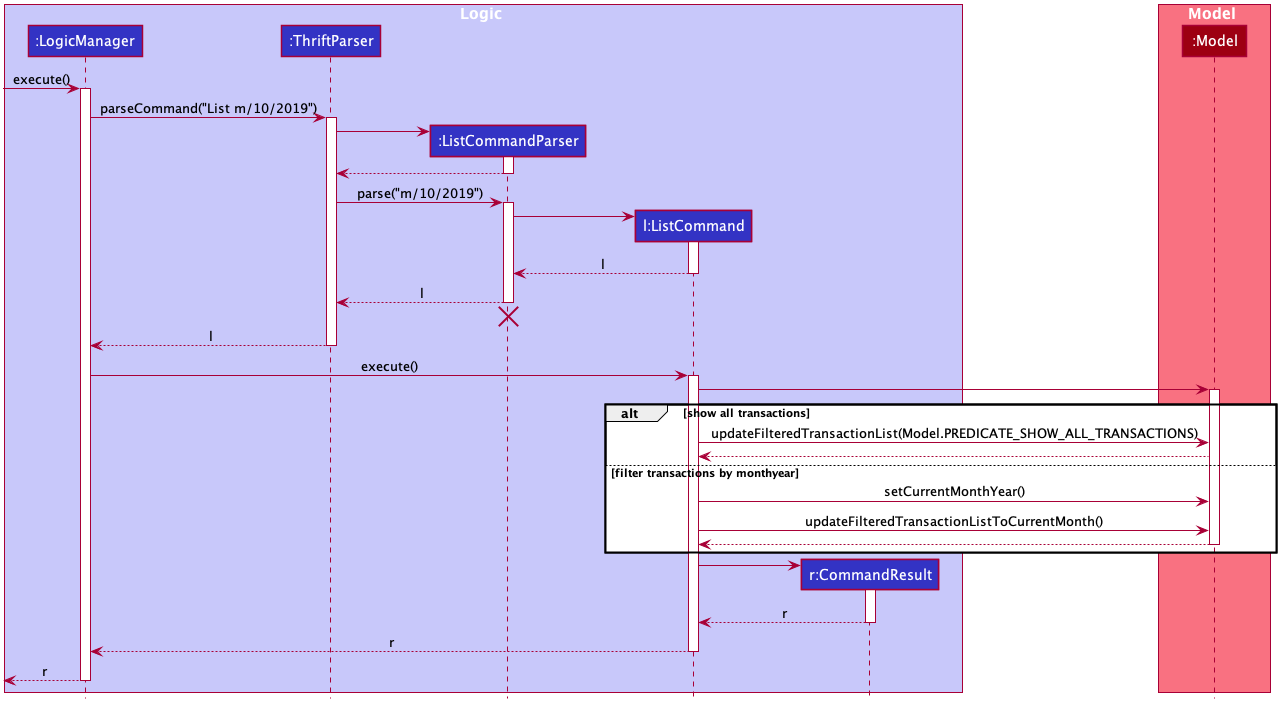 Logic
Model
:LogicManager
:ThriftParser
:Model
execute()
parseCommand("List m/10/2019")
:ListCommandParser
parse("m/10/2019")
l:ListCommand
l
l
l
execute()
alt
[show all transactions]
updateFilteredTransactionList(Model.PREDICATE_SHOW_ALL_TRANSACTIONS)
[filter transactions by monthyear]
setCurrentMonthYear()
updateFilteredTransactionListToCurrentMonth()
r:CommandResult
r
r
r